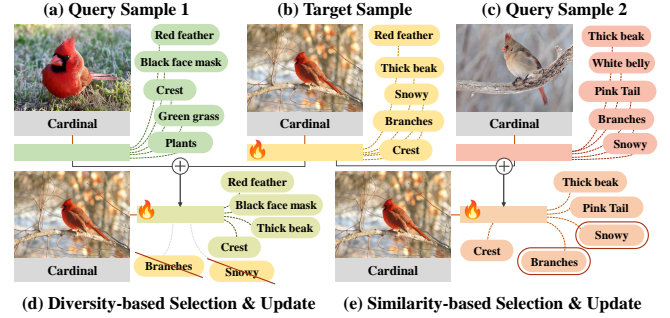 (a) Query Sample 1
(b) Target Sample
(c) Query Sample 2
Red feather
Black face mask
Crest
Green grass
Plants
Cardinal
Red feather
Thick beak
Snowy
Branches
Crest
Cardinal
Thick beak
White belly
Pink Tail
Branches
Snowy
Cardinal
Red feather
Black face mask
Thick beak
Crest
Branches
Snowy
Cardinal
Thick beak
Pink Tail
Snowy
Crest
Branches
Cardinal
(d) Diversity-based Selection & Update
(e) Similarity-based Selection & Update